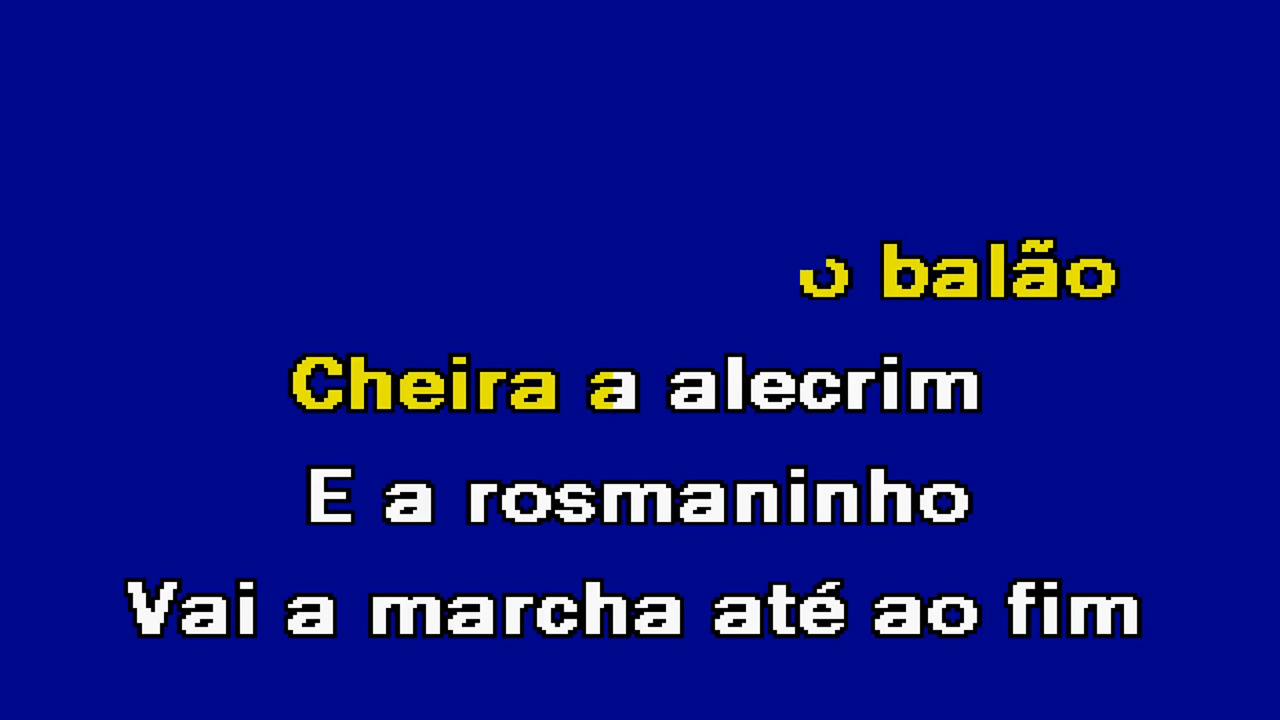 o balão
Cheira a alecrim
E a rosmaninho
Vai a marcha até ao fim